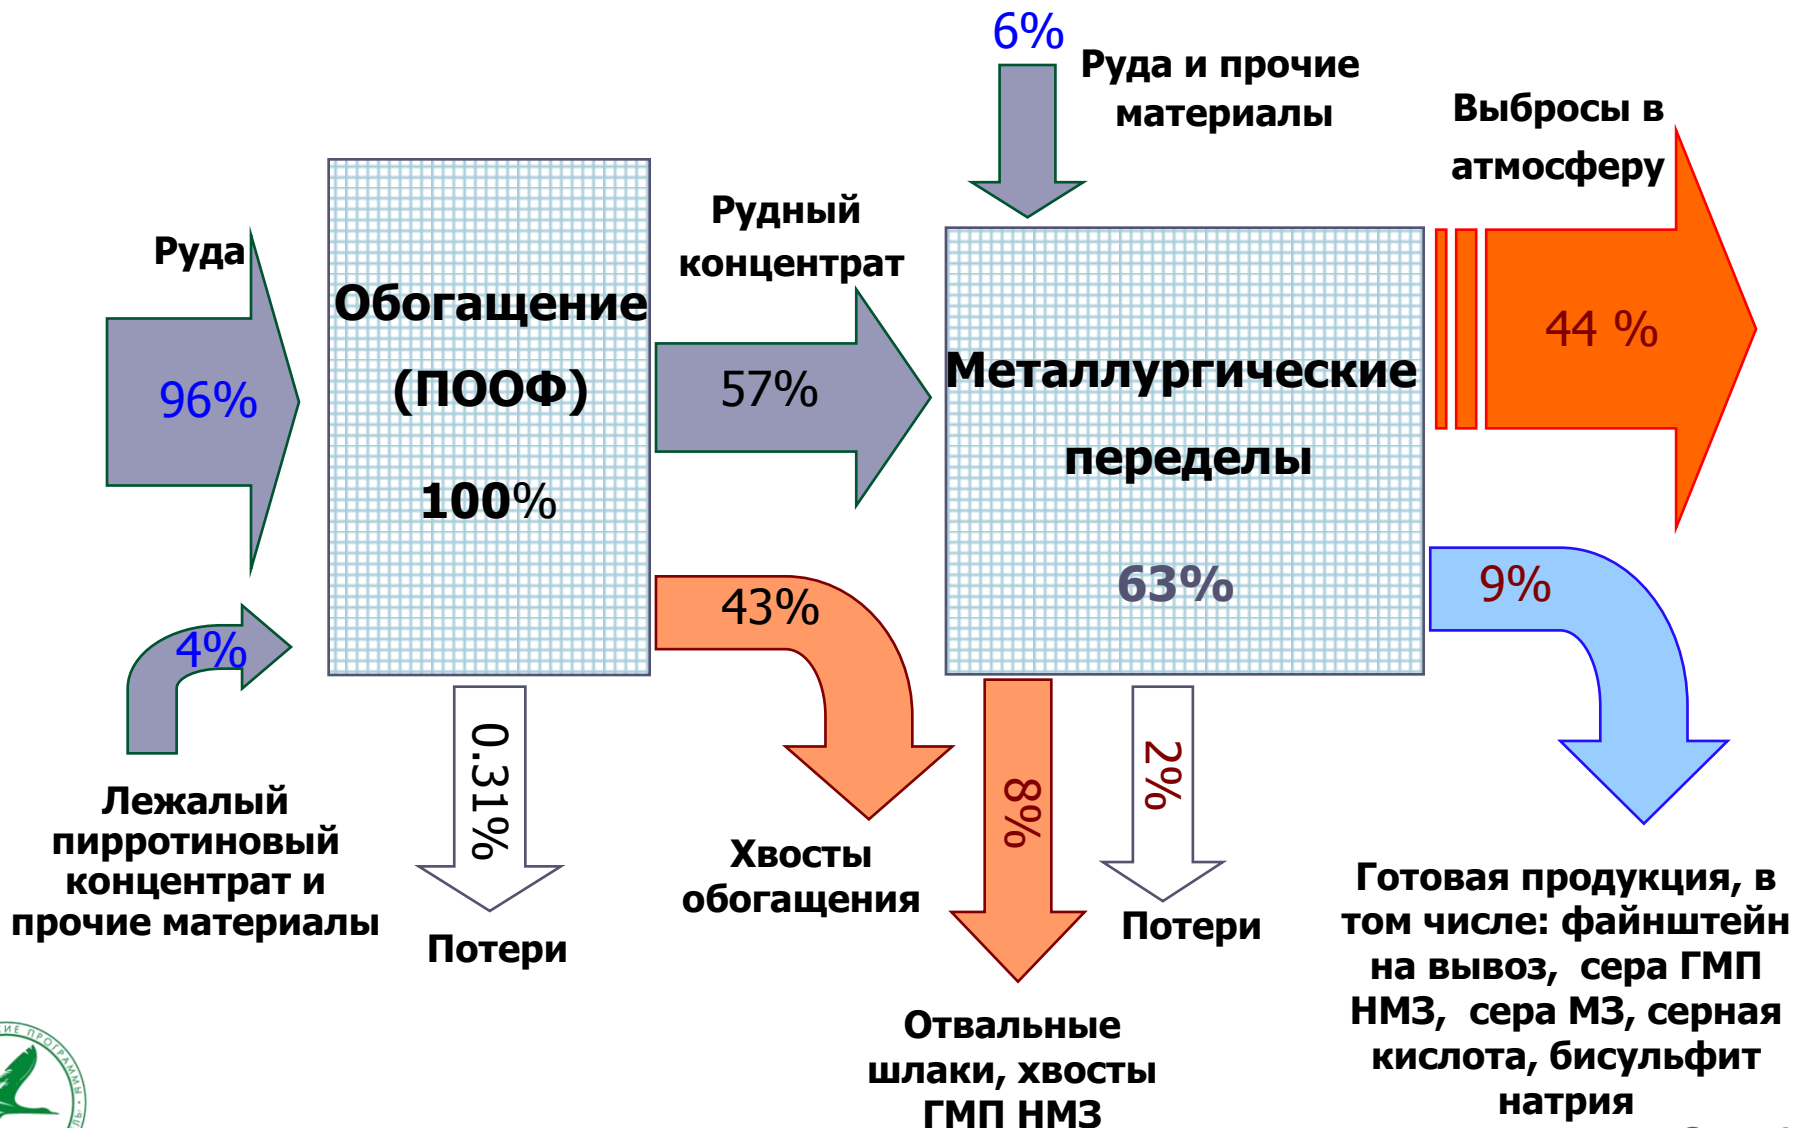 6%
Руда и прочие
материалы
Выбросы в
атмосферу
Руда
Рудный
концентрат
Обогащение
(ПООФ)
100%
96%
57%
Металлургические
переделы
63%
44 %
4%
43%
9%
0.31%
8%
2%
Лежалый
пирротиновый
концентрат и
прочие материалы
Потери
Хвосты
обогащения
Потери
Отвальные
шлаки, хвосты
ГМП НМЗ
Готовая продукция, в
том числе: файнштейн
на вывоз, сера ГМП
НМЗ, сера МЗ, серная
кислота, бисульфит
натрия